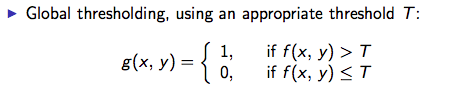 ▶ Global thresholding, using an appropriate threshold T:
g(x, y) = { 1, if f(x, y) > T
0, if f(x, y) ≤ T